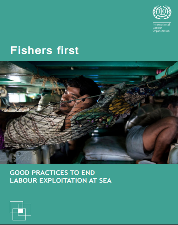 Fishers first
GOOD PRACTICES TO END
LABOUR EXPLOITATION AT SEA